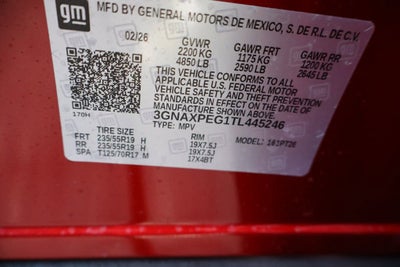 gm
MFD BY GENERAL MOTORS DE MEXICO, S. DE R.L. DE C.V.
02/26 GVWR GAWR FRT GAWR RR
2200 KG 1175 KG 1200 KG
4850 LB 2590 LB 2645 LB
THIS VEHICLE CONFORMS TO ALL
APPLICABLE U.S. FEDERAL MOTOR
VEHICLE SAFETY AND THEFT PREVENTION
STANDARDS IN EFFECT ON THE DATE OF
MANUFACTURE SHOWN ABOVE.
3GNAXPEG1TL445246
TYPE: MPV
170H
TIRE SIZE RIM MODEL:
FRT 235/55R19 H 19X7.5J
RR 235/55R19 H 19X7.5J
SPA T125/70R17 M 17X4BT